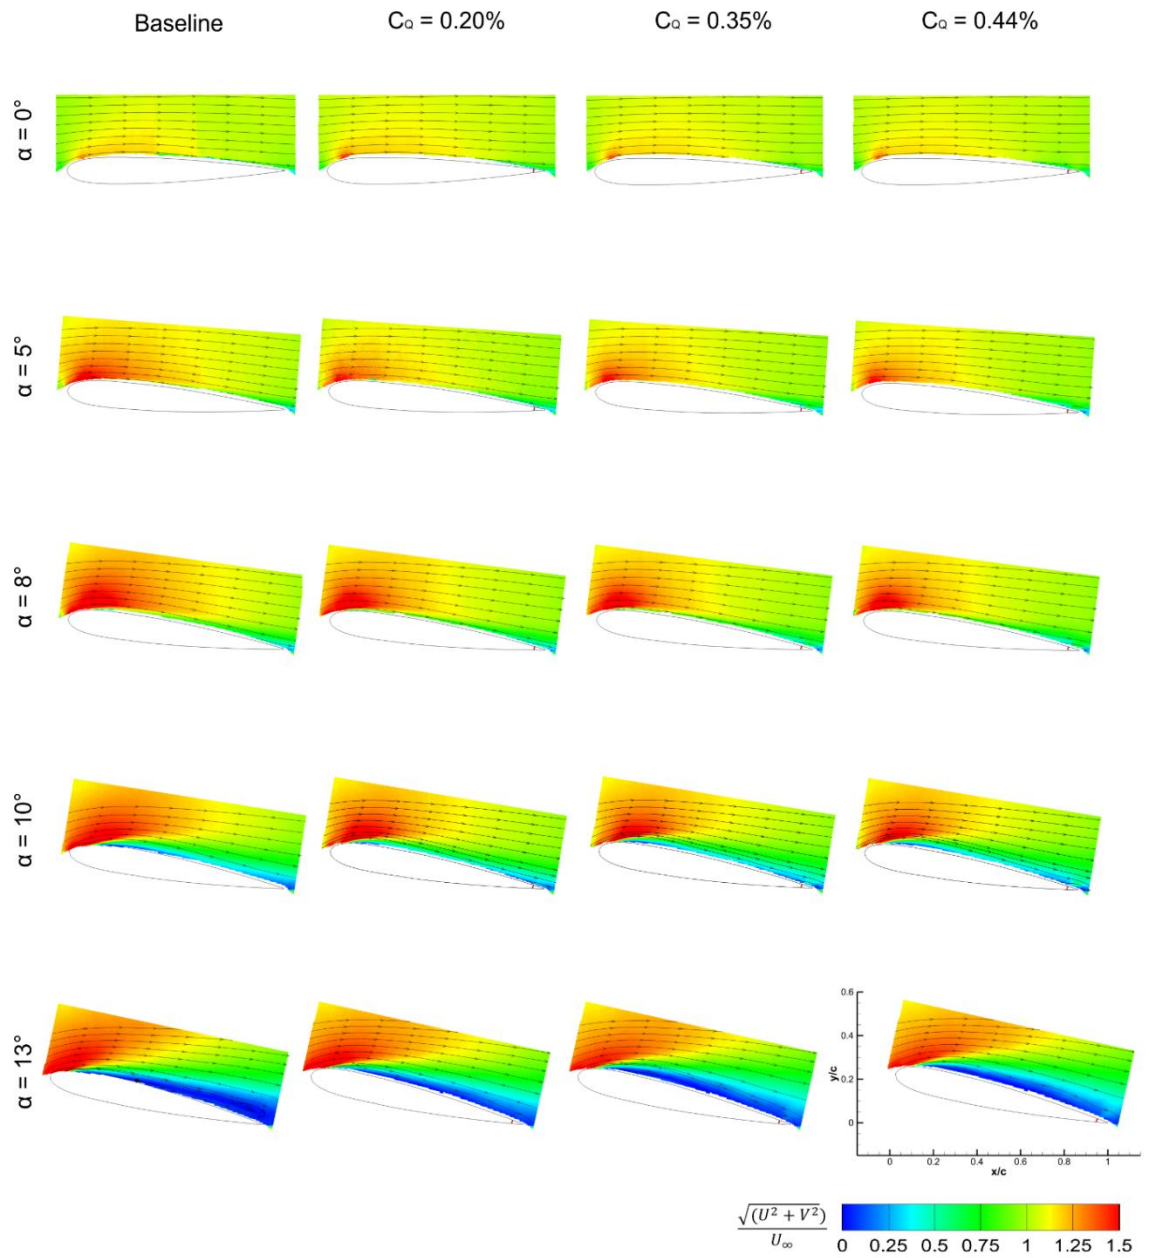 Baseline C_Q = 0.20% C_Q = 0.35% C_Q = 0.44%
α = 0°
α = 5°
α = 8°
α = 10°
α = 13°
0.6
0.4
y/c
0.2
0
0 0.2 0.4 0.6 0.8 1
x/c
√(U² + V²)
U∞
0 0.25 0.5 0.75 1 1.25 1.5